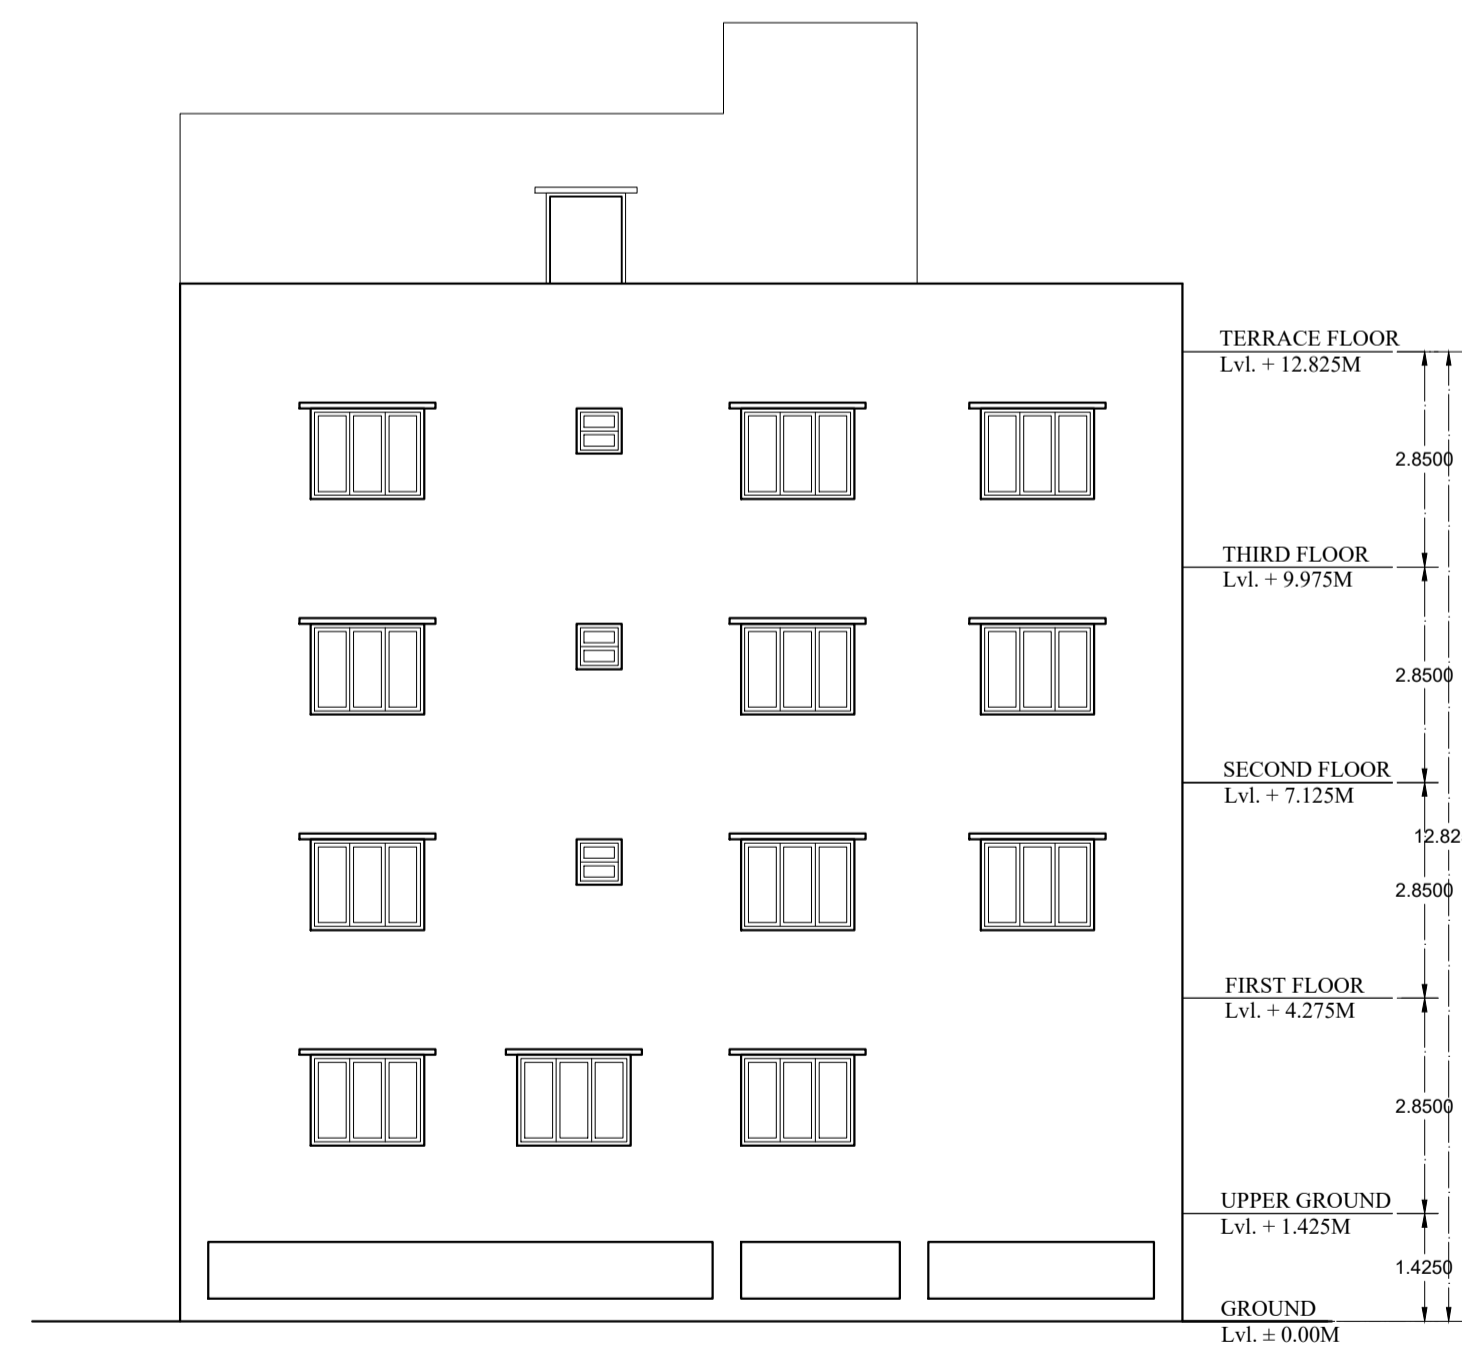 TERRACE FLOOR
Lvl. + 12.825M
2.8500
THIRD FLOOR
Lvl. + 9.975M
2.8500
SECOND FLOOR
Lvl. + 7.125M
12.82
2.8500
FIRST FLOOR
Lvl. + 4.275M
2.8500
UPPER GROUND
Lvl. + 1.425M
1.4250
GROUND
Lvl. ± 0.00M